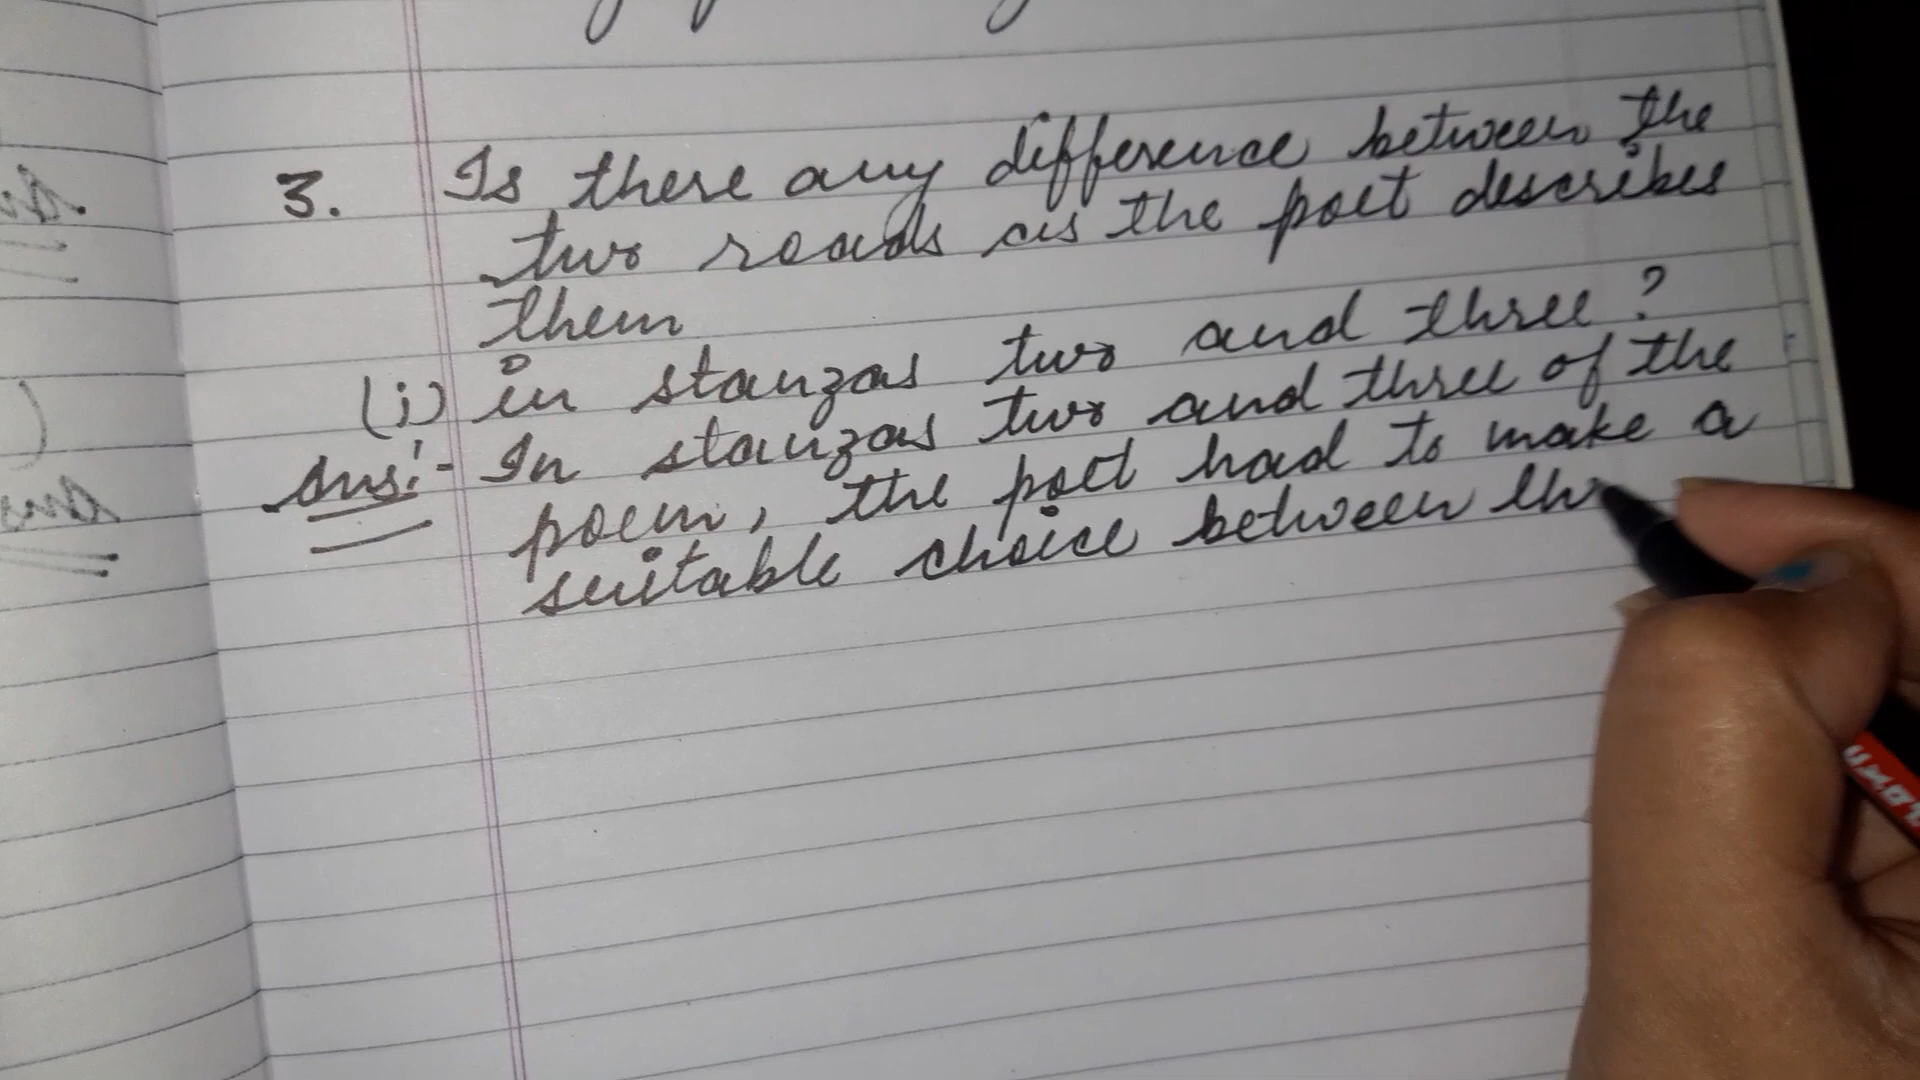 3. Is there any difference between the
two roads as the poet describes
them
(i) in stanzas two and three?
Ans:- In stanzas two and three of the
poem, the poet had to make a
suitable choice between the
Ans